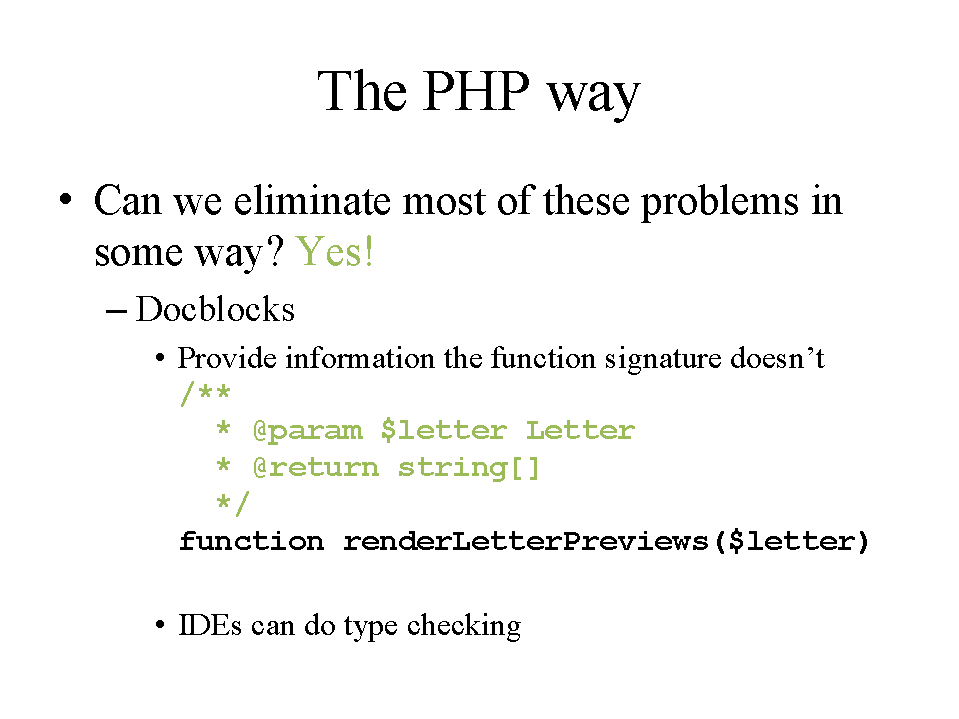 The PHP way
• Can we eliminate most of these problems in
some way? Yes!
– Docblocks
• Provide information the function signature doesn’t
/**
* @param $letter Letter
* @return string[]
*/
function renderLetterPreviews($letter)
• IDEs can do type checking